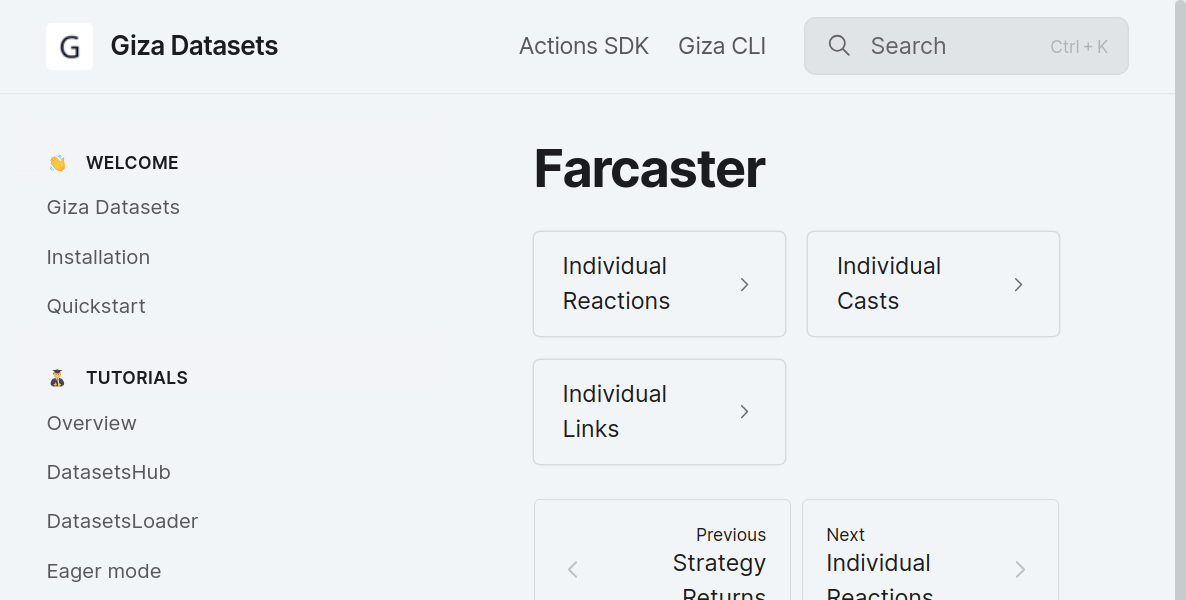 G Giza Datasets
Actions SDK Giza CLI
Search Ctrl + K
WELCOME
Giza Datasets
Installation
Quickstart
TUTORIALS
Overview
DatasetsHub
DatasetsLoader
Eager mode
Farcaster
Individual
Reactions
Individual
Casts
Individual
Links
Previous
Strategy
Returns
Next
Individual
Reactions